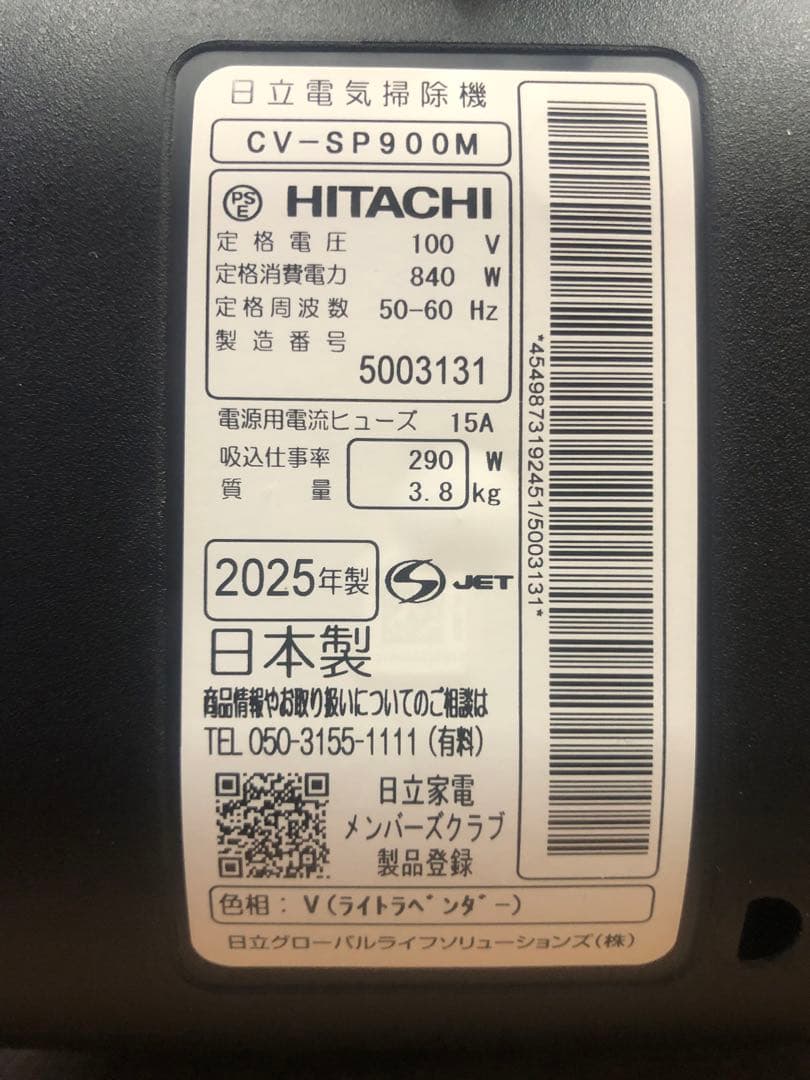 日立電気掃除機
CV-SP900M
PS
E
HITACHI
定格電圧 100 V
定格消費電力 840 W
定格周波数 50-60 Hz
製造番号
5003131
電源用電流ヒューズ 15A
吸込仕事率 290 W
質量 3.8 kg
2025年製
S JET
日本製
商品情報やお取り扱いについてのご相談は
TEL 050-3155-1111(有料)
日立家電
メンバーズクラブ
製品登録
色相: V(ライトラベンダー)
日立グローバルライフソリューションズ(株)
*4549873192451/5003131*